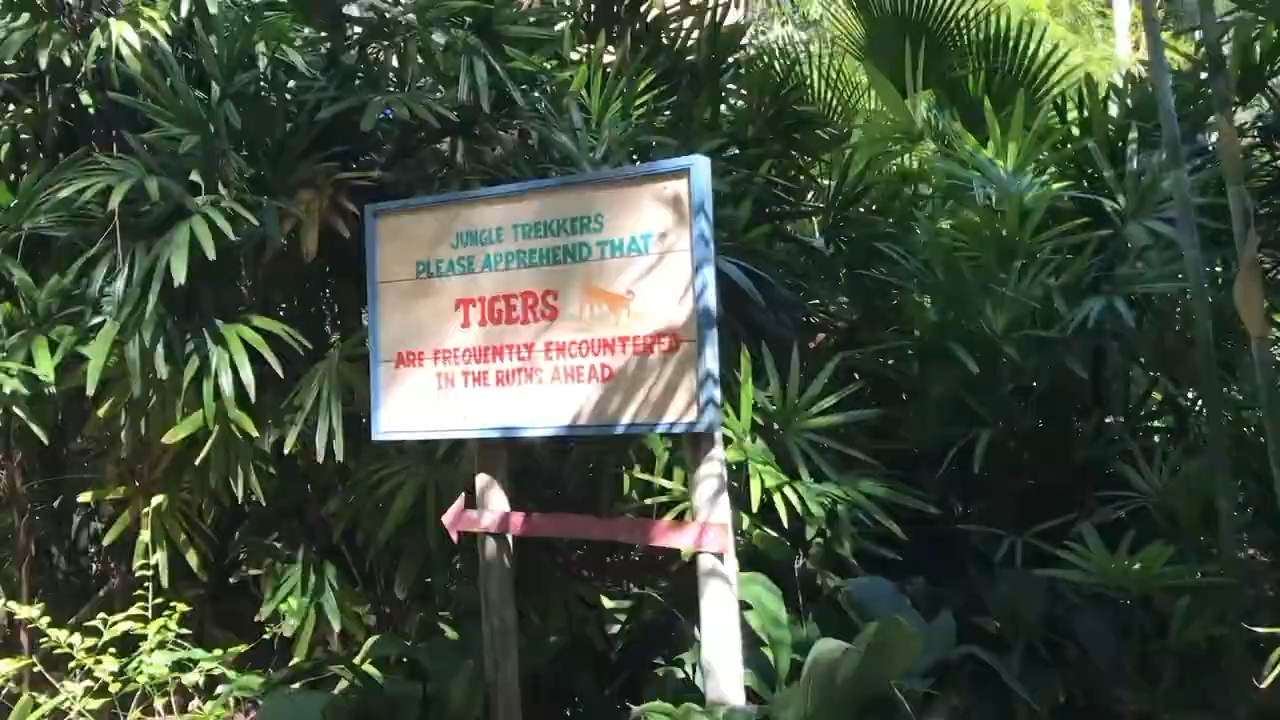 JUNGLE TREKKERS
PLEASE APPREHEND THAT
TIGERS
ARE FREQUENTLY ENCOUNTERED
IN THE RUINS AHEAD